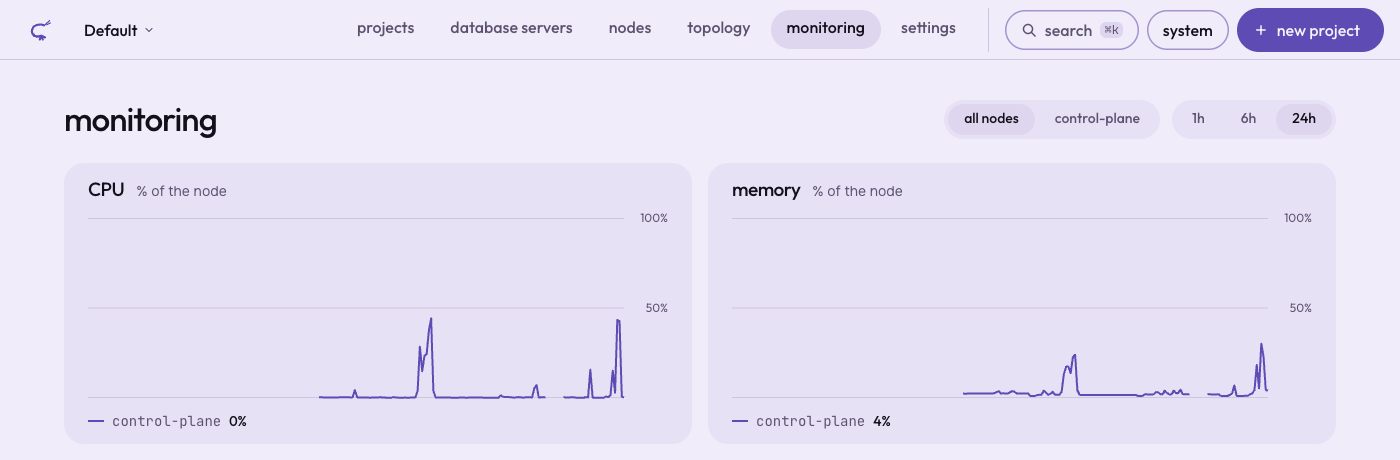 Default projects database servers nodes topology monitoring settings search ⌘K system + new project
monitoring all nodes control-plane 1h 6h 24h
CPU % of the node
100%
50%
control-plane 0%
memory % of the node
100%
50%
control-plane 4%